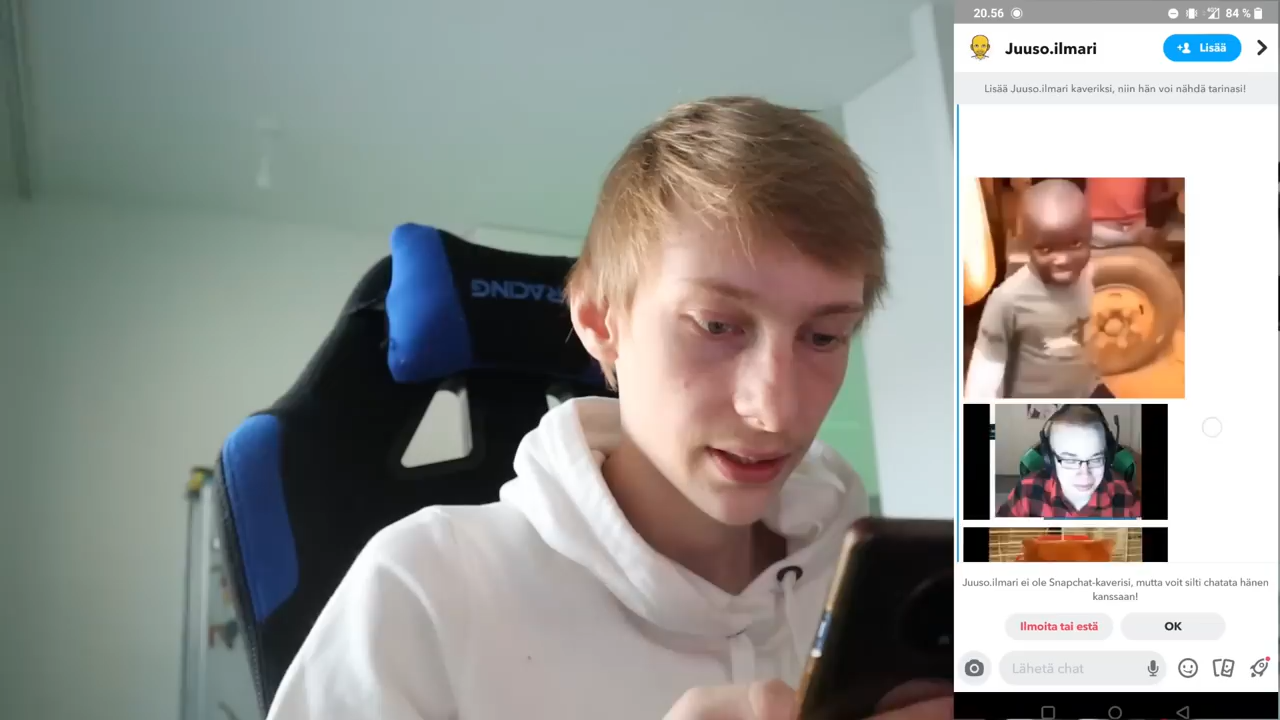 20.56
84 %
Juuso.ilmari
Lisää
Lisää Juuso.ilmari kaveriksi, niin hän voi nähdä tarinasi!
RACING
Juuso.ilmari ei ole Snapchat-kaverisi, mutta voit silti chatata hänen
kanssaan!
Ilmoita tai estä
OK
Lähetä chat